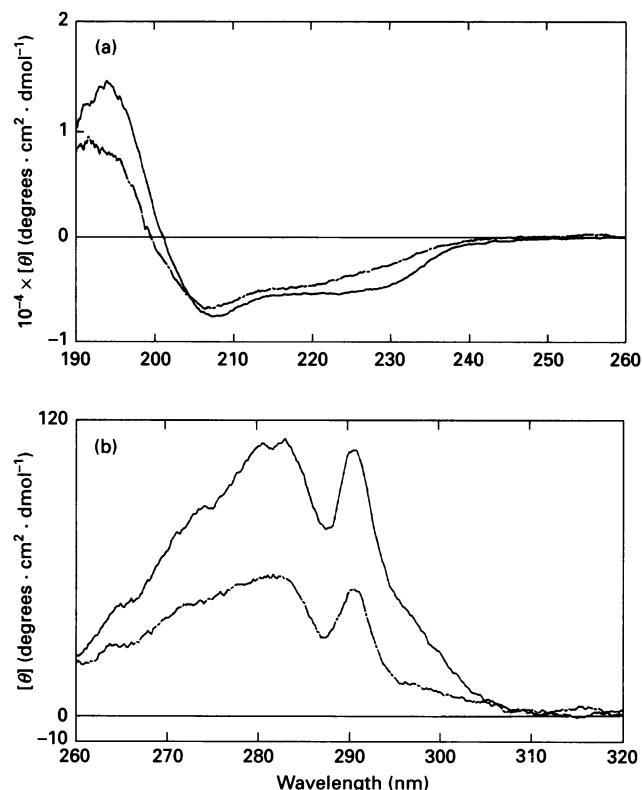 (a)
10⁻⁴ × [θ] (degrees · cm² · dmol⁻¹)
2
1
0
−1
190 200 210 220 230 240 250 260
(b)
[θ] (degrees · cm² · dmol⁻¹)
120
0
−10
260 270 280 290 300 310 320
Wavelength (nm)